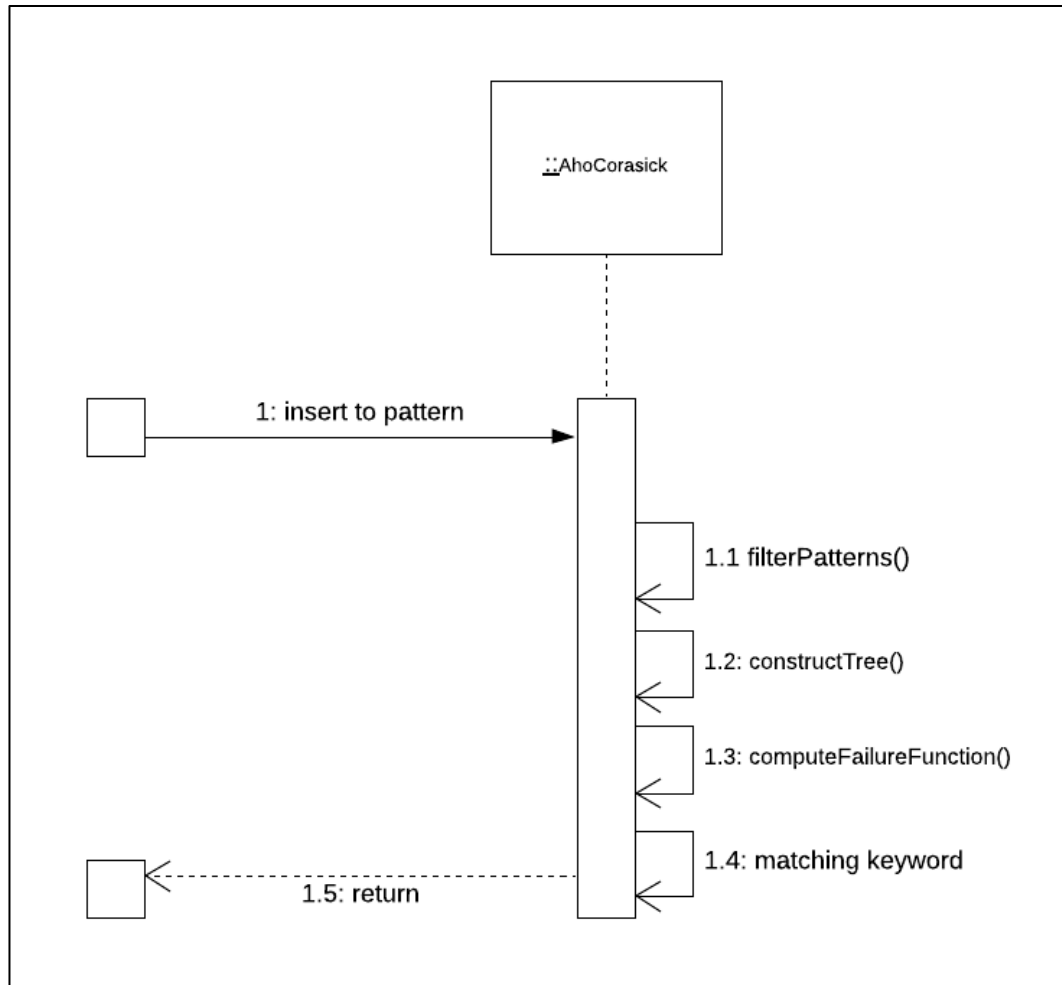 ::AhoCorasick
1: insert to pattern
1.1 filterPatterns()
1.2: constructTree()
1.3: computeFailureFunction()
1.4: matching keyword
1.5: return